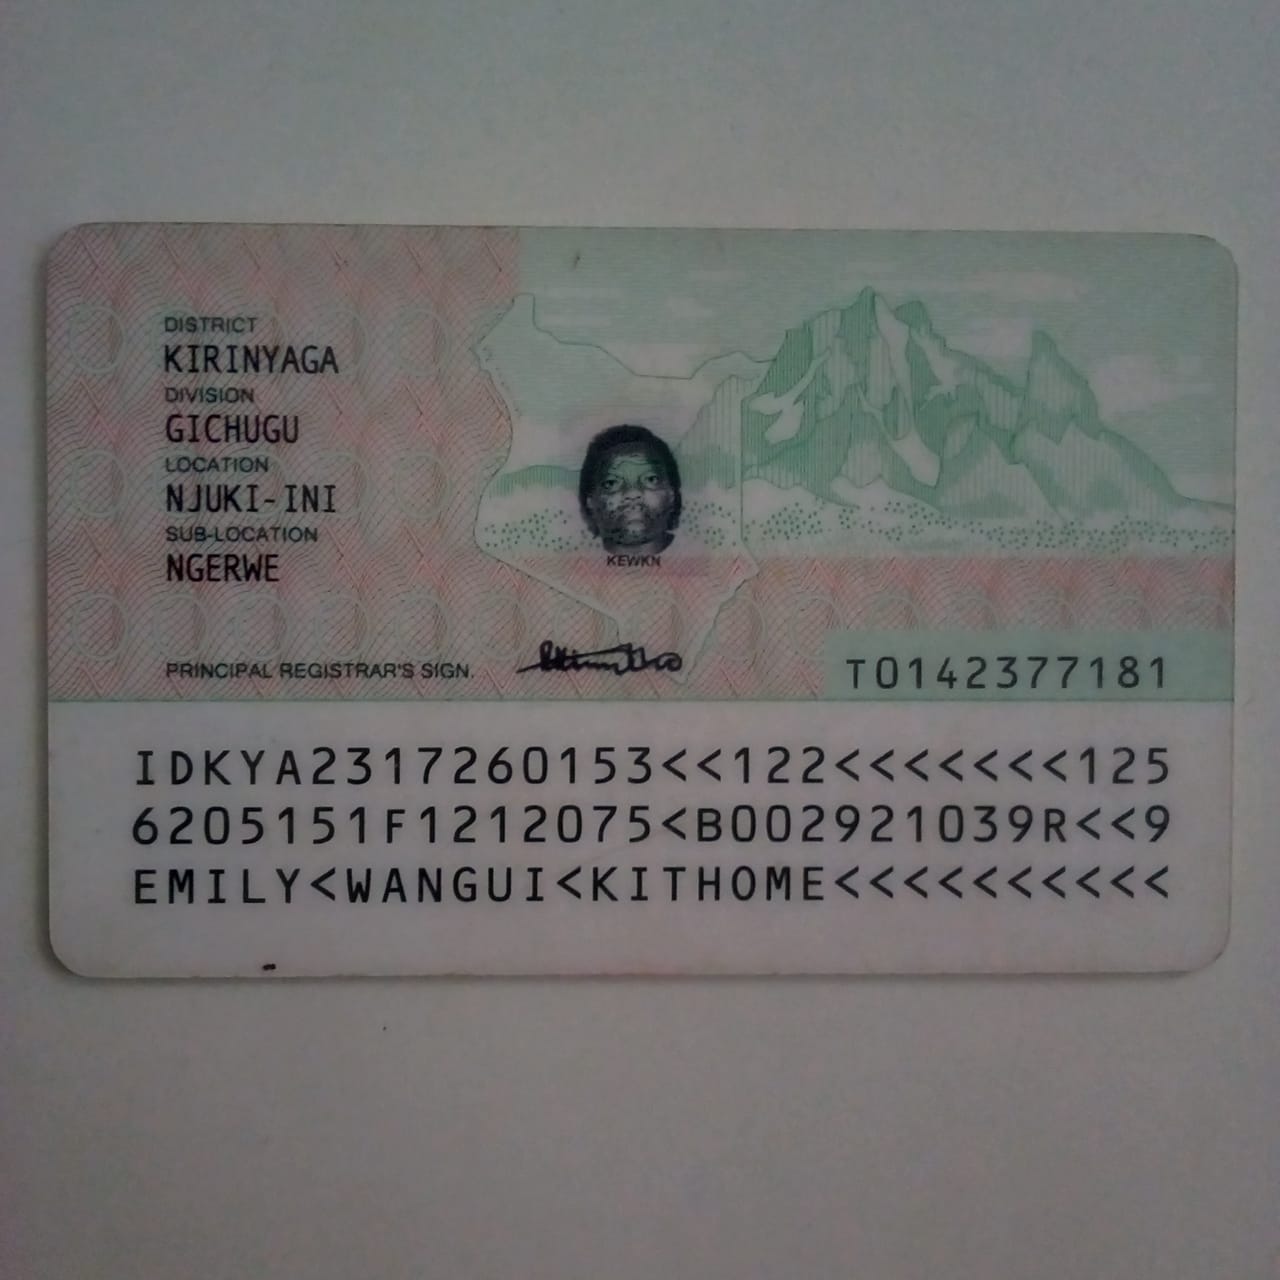 DISTRICT
KIRINYAGA
DIVISION
GICHUGU
LOCATION
NJUKI-INI
SUB-LOCATION
NGERWE
KEWKN
PRINCIPAL REGISTRAR'S SIGN.
T0142377181
IDKYA2317260153<<122<<<<<<<125
6205151F1212075<B002921039R<<9
EMILY<WANGUI<KITHOME<<<<<<<<<<